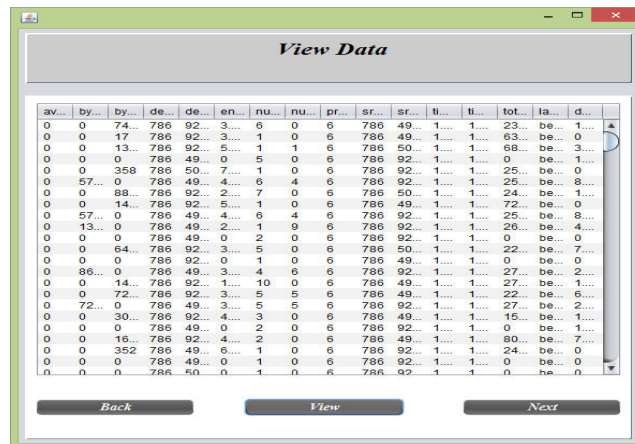 View Data
av... by... by... de... de... en... nu... nu... pr... sr... sr... ti... ti... tot... la... d...
0 0 74... 786 92... 3.... 6 0 6 786 49... 1.... 1.... 23... be... 1....
0 0 17 786 92... 3.... 1 0 6 786 49... 1.... 1.... 63... be... 0
0 0 13... 786 92... 5.... 1 1 6 786 50... 1.... 1.... 68... be... 3....
0 0 0 786 49... 0 5 0 6 786 92... 1.... 1.... 0 be... 1....
0 0 358 786 50... 7.... 1 0 6 786 92... 1.... 1.... 25... be... 0
0 57... 0 786 49... 4.... 6 4 6 786 92... 1.... 1.... 25... be... 8....
0 0 88... 786 92... 2.... 7 0 6 786 50... 1.... 1.... 24... be... 1....
0 0 14... 786 92... 5.... 1 0 6 786 49... 1.... 1.... 72... be... 0
0 57... 0 786 49... 4.... 6 4 6 786 92... 1.... 1.... 25... be... 8....
0 13... 0 786 49... 2.... 1 9 6 786 92... 1.... 1.... 26... be... 4....
0 0 0 786 49... 0 2 0 6 786 92... 1.... 1.... 0 be... 0
0 0 64... 786 92... 3.... 5 0 6 786 50... 1.... 1.... 22... be... 7....
0 0 0 786 92... 0 1 0 6 786 49... 1.... 1.... 0 be... 0
0 86... 0 786 49... 3.... 4 6 6 786 92... 1.... 1.... 27... be... 2....
0 0 14... 786 92... 1.... 10 0 6 786 49... 1.... 1.... 27... be... 1....
0 0 72... 786 92... 3.... 5 5 6 786 49... 1.... 1.... 22... be... 6....
0 72... 0 786 49... 3.... 5 5 6 786 92... 1.... 1.... 27... be... 2....
0 0 30... 786 92... 4.... 3 0 6 786 49... 1.... 1.... 15... be... 1....
0 0 0 786 49... 0 2 0 6 786 92... 1.... 1.... 0 be... 1....
0 0 16... 786 92... 4.... 2 0 6 786 49... 1.... 1.... 80... be... 7....
0 0 352 786 49... 6.... 1 0 6 786 92... 1.... 1.... 24... be... 0
0 0 0 786 49... 0 1 0 6 786 92... 1.... 1.... 0 be... 0
0 0 0 786 50... 0 1 0 6 786 92... 1.... 1.... 0 be... 0
Back View Next